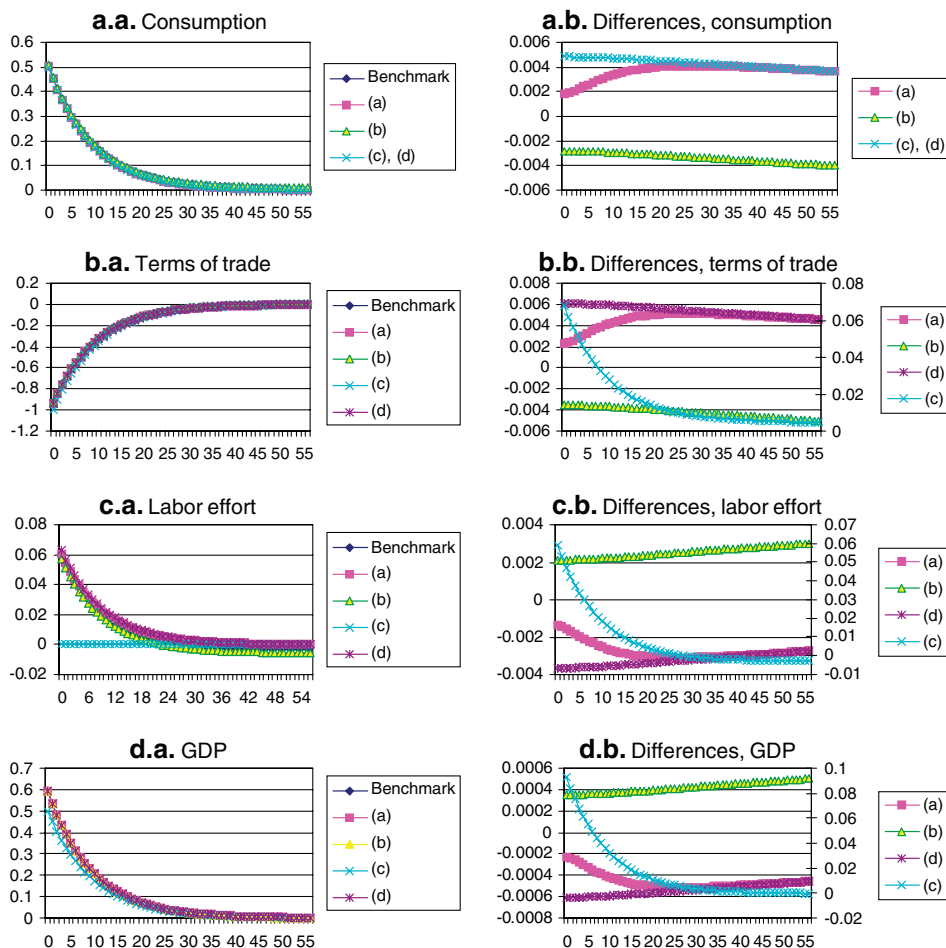 a.a. Consumption
0.6
0.5
0.4
0.3
0.2
0.1
0
0 5 10 15 20 25 30 35 40 45 50 55
Benchmark
(a)
(b)
(c), (d)
a.b. Differences, consumption
0.006
0.004
0.002
0
-0.002
-0.004
-0.006
0 5 10 15 20 25 30 35 40 45 50 55
(a)
(b)
(c), (d)
b.a. Terms of trade
0.2
0
-0.2
-0.4
-0.6
-0.8
-1
-1.2
0 5 10 15 20 25 30 35 40 45 50 55
Benchmark
(a)
(b)
(c)
(d)
b.b. Differences, terms of trade
0.008
0.006
0.004
0.002
0
-0.002
-0.004
-0.006
0 5 10 15 20 25 30 35 40 45 50 55
0.08
0.06
0.04
0.02
0
(a)
(b)
(d)
(c)
c.a. Labor effort
0.08
0.06
0.04
0.02
0
-0.02
0 6 12 18 24 30 36 42 48 54
Benchmark
(a)
(b)
(c)
(d)
c.b. Differences, labor effort
0.004
0.002
0
-0.002
-0.004
0 5 10 15 20 25 30 35 40 45 50 55
0.07
0.06
0.05
0.04
0.03
0.02
0.01
0
-0.01
(a)
(b)
(d)
(c)
d.a. GDP
0.7
0.6
0.5
0.4
0.3
0.2
0.1
0
0 5 10 15 20 25 30 35 40 45 50 55
Benchmark
(a)
(b)
(c)
(d)
d.b. Differences, GDP
0.0006
0.0004
0.0002
0
-0.0002
-0.0004
-0.0006
-0.0008
0 5 10 15 20 25 30 35 40 45 50 55
0.1
0.08
0.06
0.04
0.02
0
-0.02
(a)
(b)
(d)
(c)